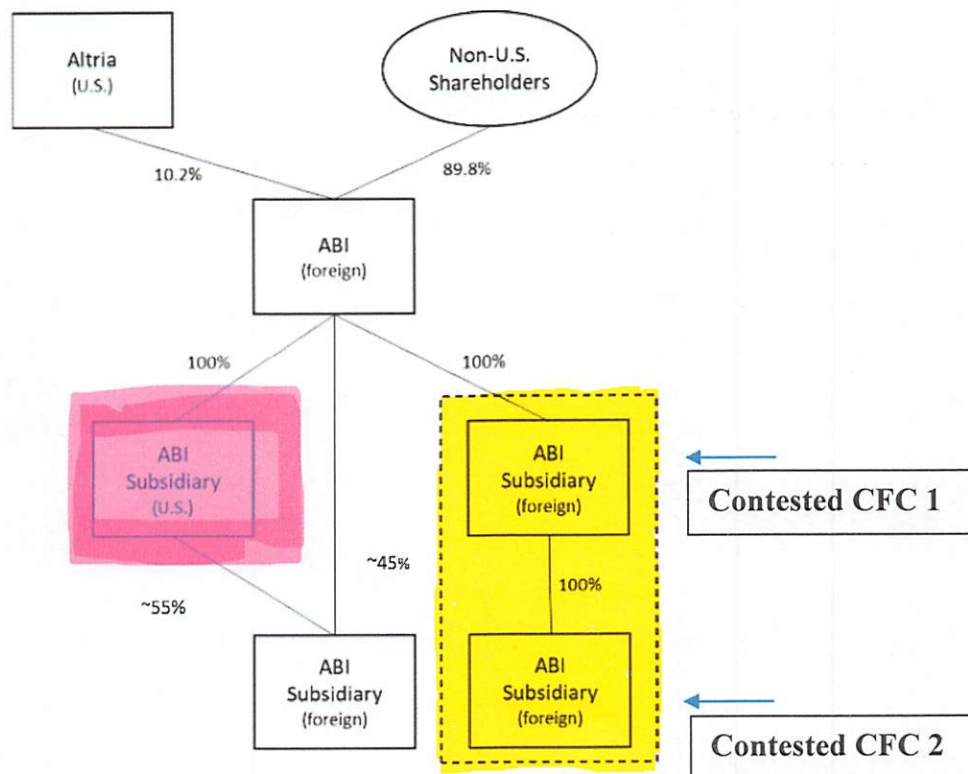 Altria
(U.S.)
Non-U.S.
Shareholders
10.2%
89.8%
ABI
(foreign)
100%
100%
ABI
Subsidiary
(U.S.)
ABI
Subsidiary
(foreign)
Contested CFC 1
~45%
100%
~55%
ABI
Subsidiary
(foreign)
ABI
Subsidiary
(foreign)
Contested CFC 2